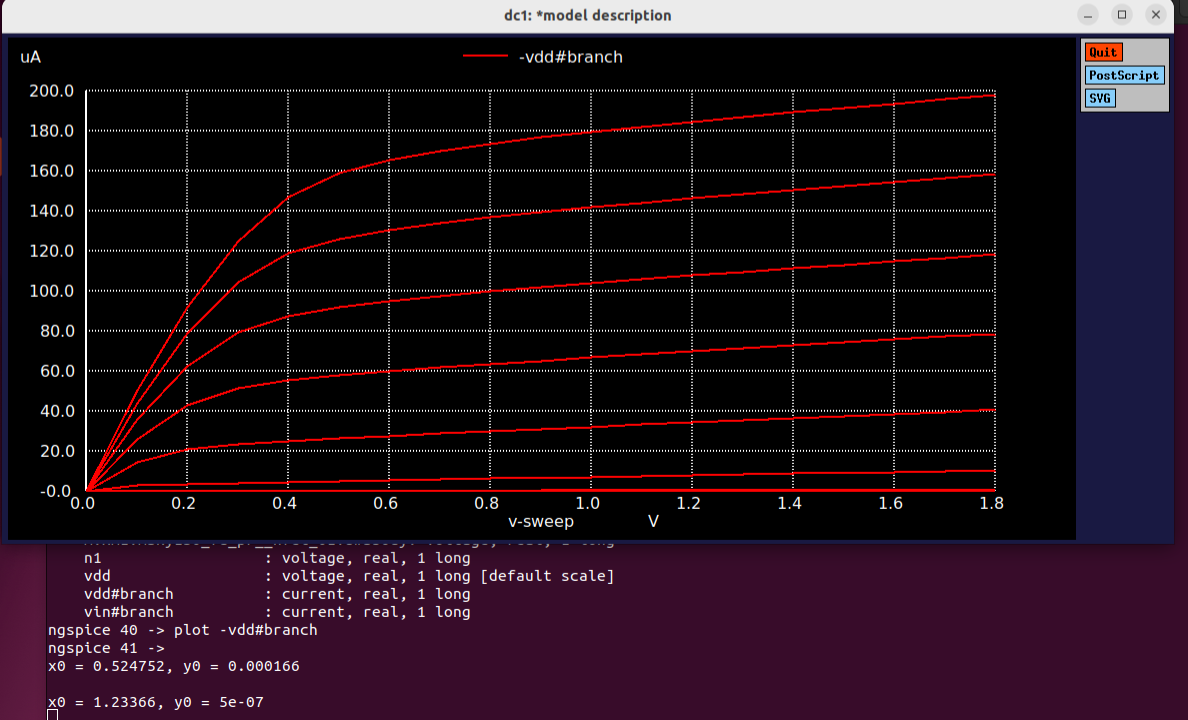 dc1: *model description
uA
-vdd#branch
Quit
PostScript
SVG
200.0
180.0
160.0
140.0
120.0
100.0
80.0
60.0
40.0
20.0
-0.0
0.0 0.2 0.4 0.6 0.8 1.0 1.2 1.4 1.6 1.8
v-sweep V
n1 : voltage, real, 1 long
vdd : voltage, real, 1 long [default scale]
vdd#branch : current, real, 1 long
vin#branch : current, real, 1 long
ngspice 40 -> plot -vdd#branch
ngspice 41 ->
x0 = 0.524752, y0 = 0.000166
x0 = 1.23366, y0 = 5e-07